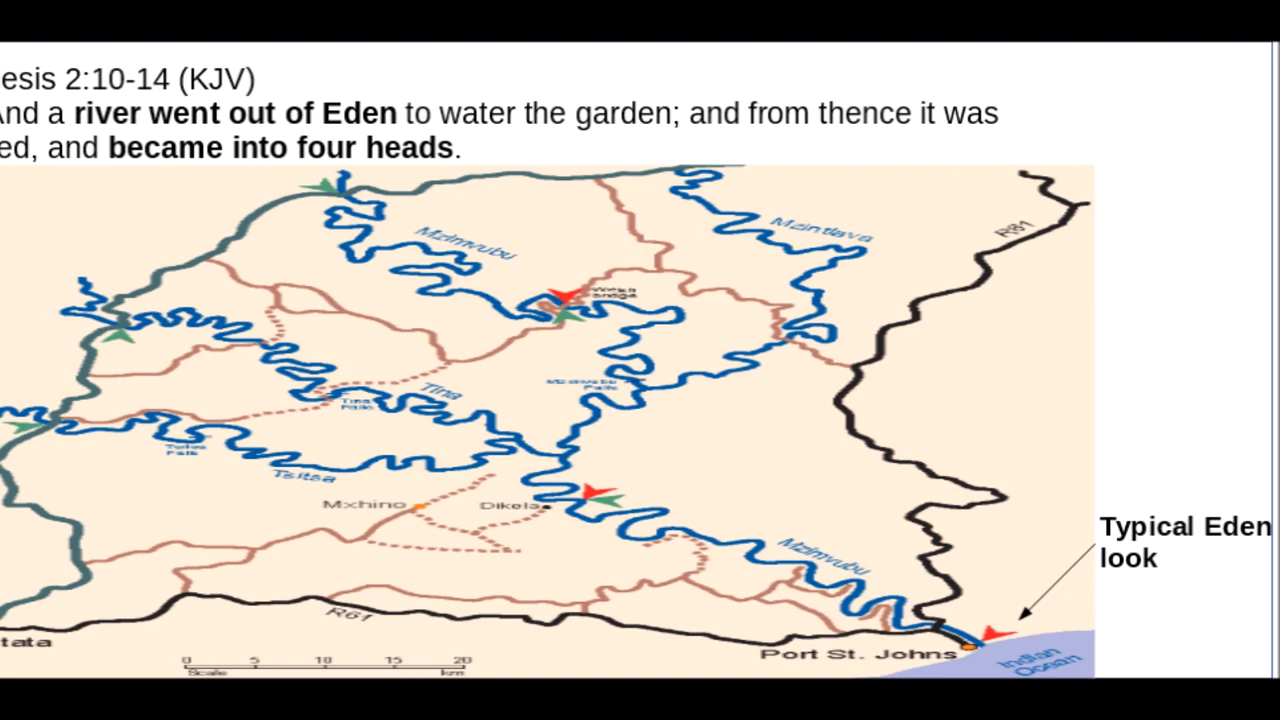 esis 2:10-14 (KJV)
And a river went out of Eden to water the garden; and from thence it was
ed, and became into four heads.
Mzimvubu
Mzintlava
R61
Tina
Tina
Falls
Tsitsa
Falls
Tsitsa
Mxhino
Dikela
Mzimvubu
R61
tata
0 5 10 15 20
Scale km
Port St. Johns
Indian
Ocean
Typical Eden
look